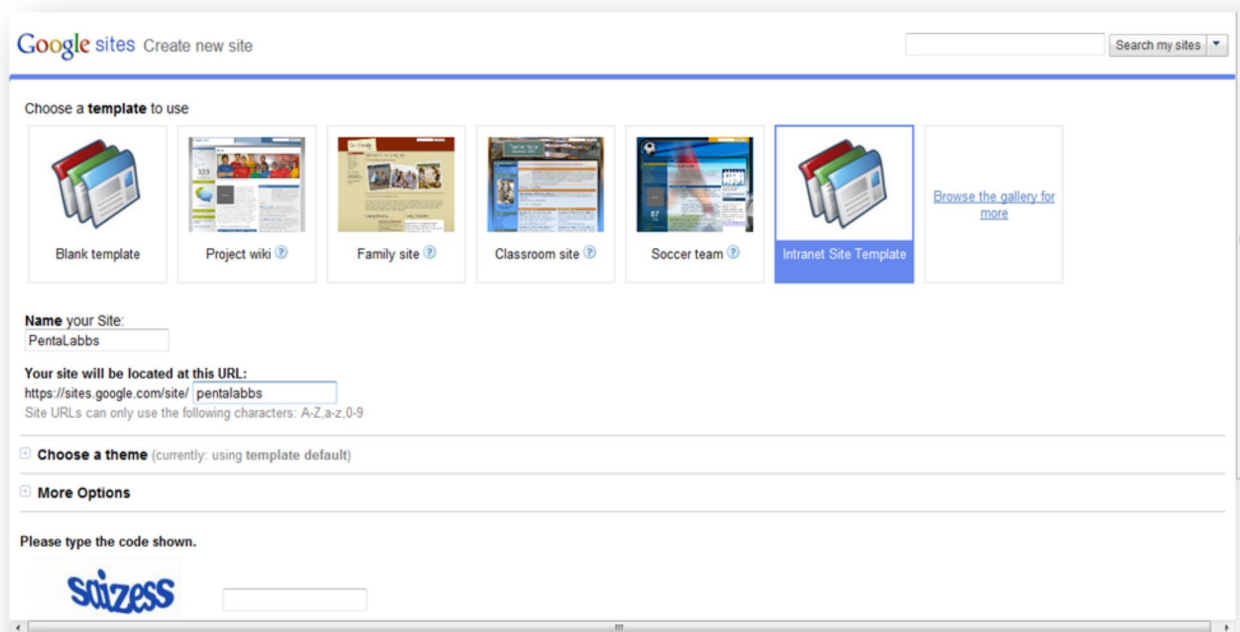 Google sites Create new site
Search my sites
Choose a template to use
Browse the gallery for
more
Blank template
Project wiki
Family site
Classroom site
Soccer team
Intranet Site Template
Name your Site:
PentaLabbs
Your site will be located at this URL:
https://sites.google.com/site/ pentalabbs
Site URLs can only use the following characters: A-Z,a-z,0-9
Choose a theme (currently: using template default)
More Options
Please type the code shown.